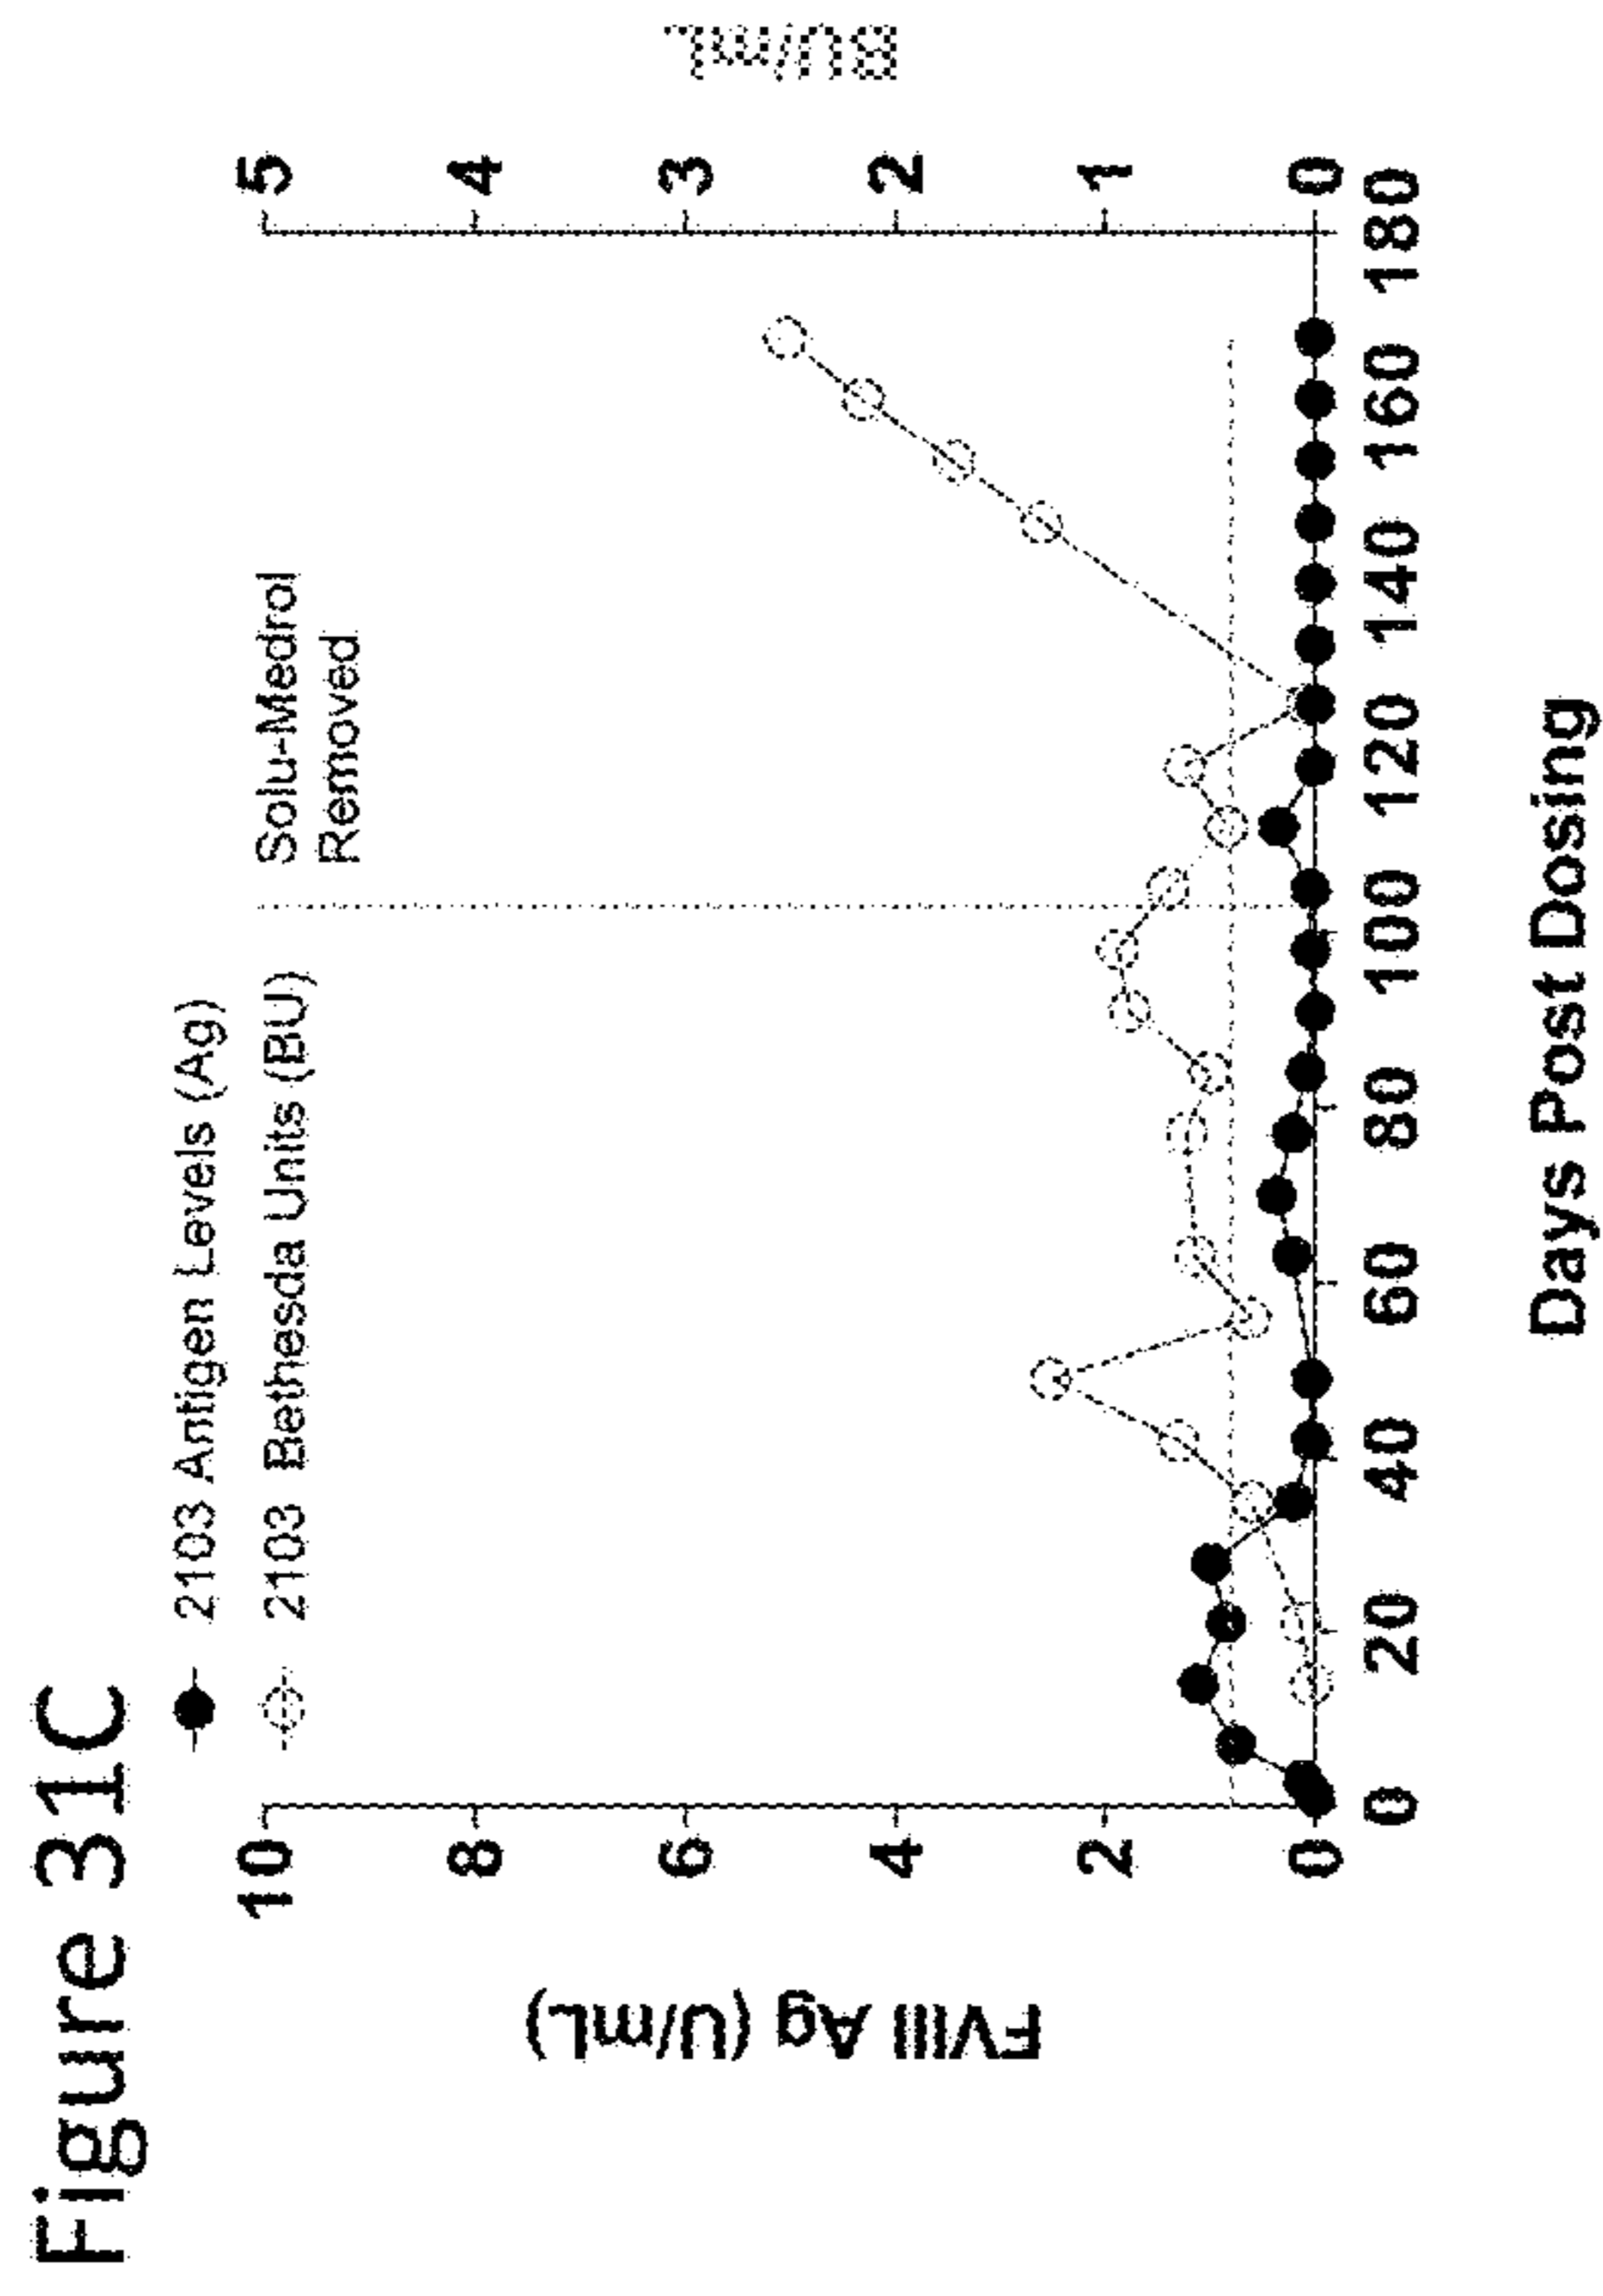 Figure 31C
2103 Antigen Levels (Ag)
2103 Bethesda Units (BU)
Solu-Medrol
Removed
FVIII Ag (U/mL)
10
8
6
4
2
0
BU/mL
5
4
3
2
1
0
0 20 40 60 80 100 120 140 160 180
Days Post Dosing